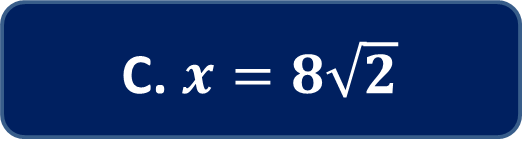 C. x = 8√2